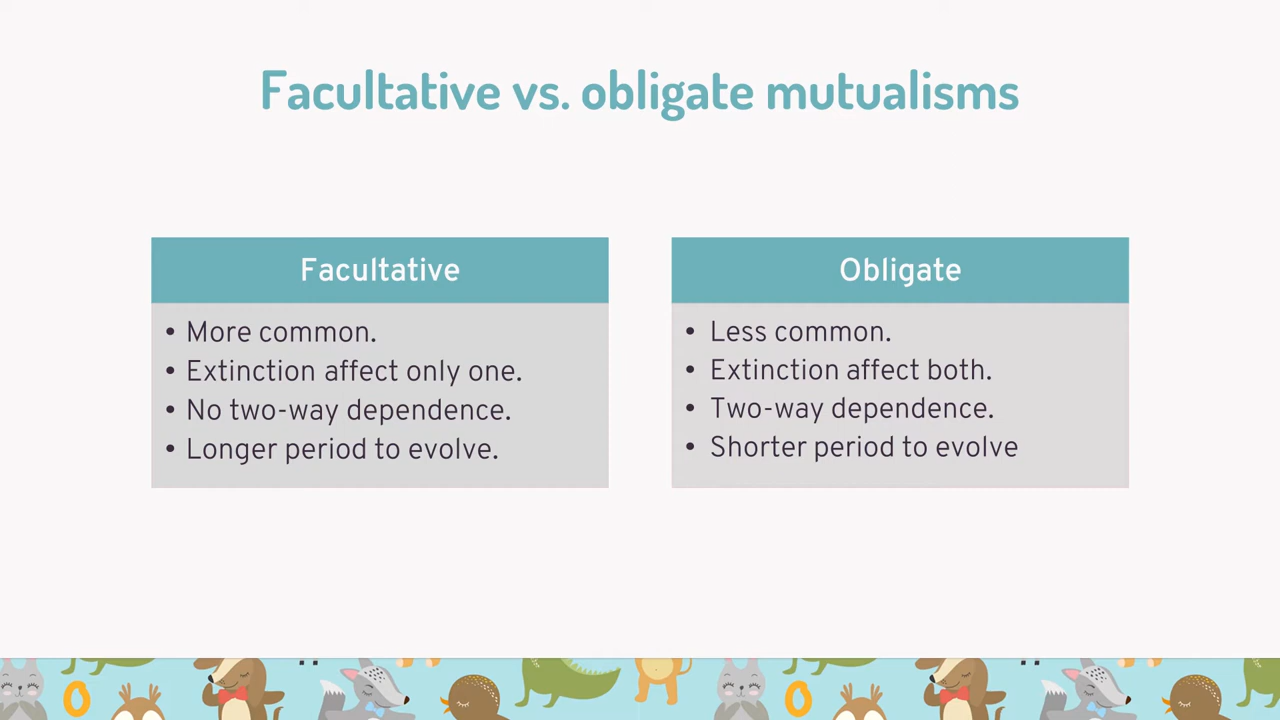 Facultative vs. obligate mutualisms
Facultative
• More common.
• Extinction affect only one.
• No two-way dependence.
• Longer period to evolve.
Obligate
• Less common.
• Extinction affect both.
• Two-way dependence.
• Shorter period to evolve